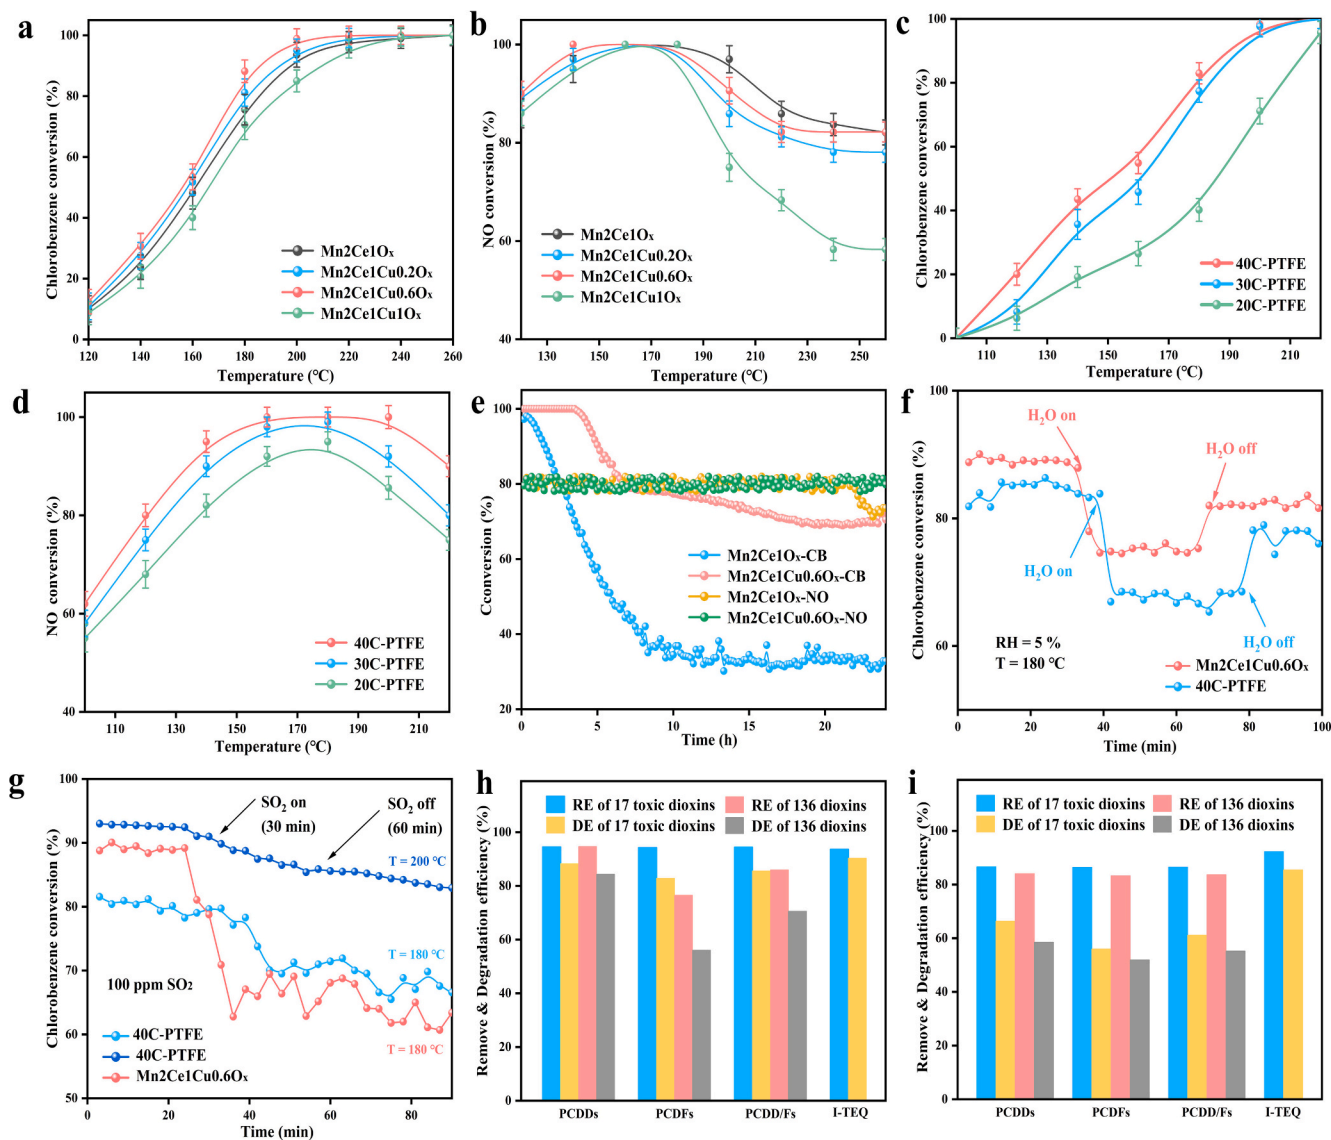 a
Chlorobenzene conversion (%)
100
80
60
40
20
0
120 140 160 180 200 220 240 260
Temperature (℃)
Mn2Ce1Ox
Mn2Ce1Cu0.2Ox
Mn2Ce1Cu0.6Ox
Mn2Ce1Cu1Ox
b
NO conversion (%)
100
80
60
40
130 150 170 190 210 230 250
Temperature (℃)
Mn2Ce1Ox
Mn2Ce1Cu0.2Ox
Mn2Ce1Cu0.6Ox
Mn2Ce1Cu1Ox
c
Chlorobenzene conversion (%)
100
80
60
40
20
0
110 130 150 170 190 210
Temperature (℃)
40C-PTFE
30C-PTFE
20C-PTFE
d
NO conversion (%)
100
80
60
40
110 130 150 170 190 210
Temperature (℃)
40C-PTFE
30C-PTFE
20C-PTFE
e
Cconversion (%)
100
80
60
40
20
0 5 10 15 20
Time (h)
Mn2Ce1Ox-CB
Mn2Ce1Cu0.6Ox-CB
Mn2Ce1Ox-NO
Mn2Ce1Cu0.6Ox-NO
f
Chlorobenzene conversion (%)
100
80
60
H2O on
H2O off
H2O on
H2O off
RH = 5 %
T = 180 ℃
Mn2Ce1Cu0.6Ox
40C-PTFE
0 20 40 60 80 100
Time (min)
g
Chlorobenzene conversion (%)
100
90
80
70
60
50
SO2 on
(30 min)
SO2 off
(60 min)
T = 200 ℃
T = 180 ℃
T = 180 ℃
100 ppm SO2
40C-PTFE
40C-PTFE
Mn2Ce1Cu0.6Ox
0 20 40 60 80
Time (min)
h
Remove & Degradation efficiency (%)
100
80
60
40
20
0
RE of 17 toxic dioxins
RE of 136 dioxins
DE of 17 toxic dioxins
DE of 136 dioxins
PCDDs PCDFs PCDD/Fs I-TEQ
i
Remove & Degradation efficiency (%)
100
80
60
40
20
0
RE of 17 toxic dioxins
RE of 136 dioxins
DE of 17 toxic dioxins
DE of 136 dioxins
PCDDs PCDFs PCDD/Fs I-TEQ